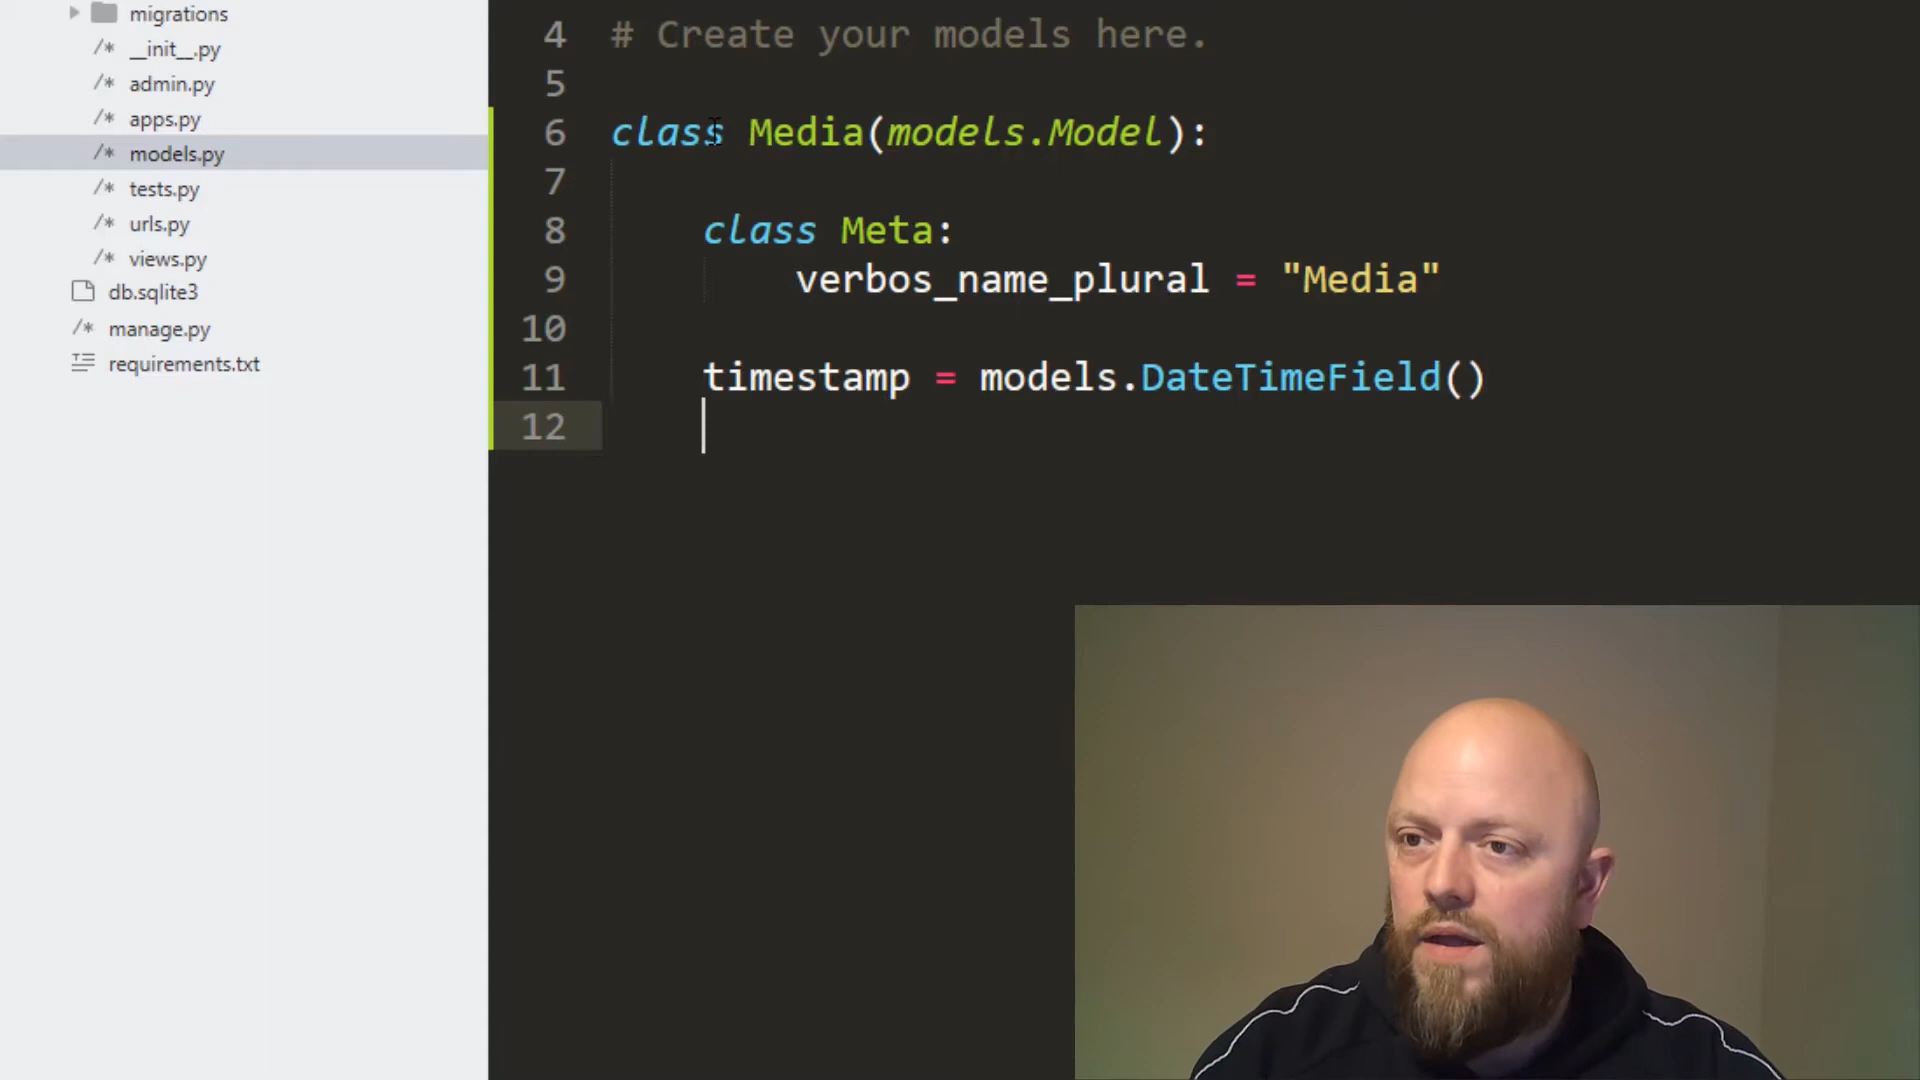 migrations
/* __init__.py
/* admin.py
/* apps.py
/* models.py
/* tests.py
/* urls.py
/* views.py
db.sqlite3
/* manage.py
requirements.txt
4 # Create your models here.
5
6 class Media(models.Model):
7
8 class Meta:
9 verbos_name_plural = "Media"
10
11 timestamp = models.DateTimeField()
12